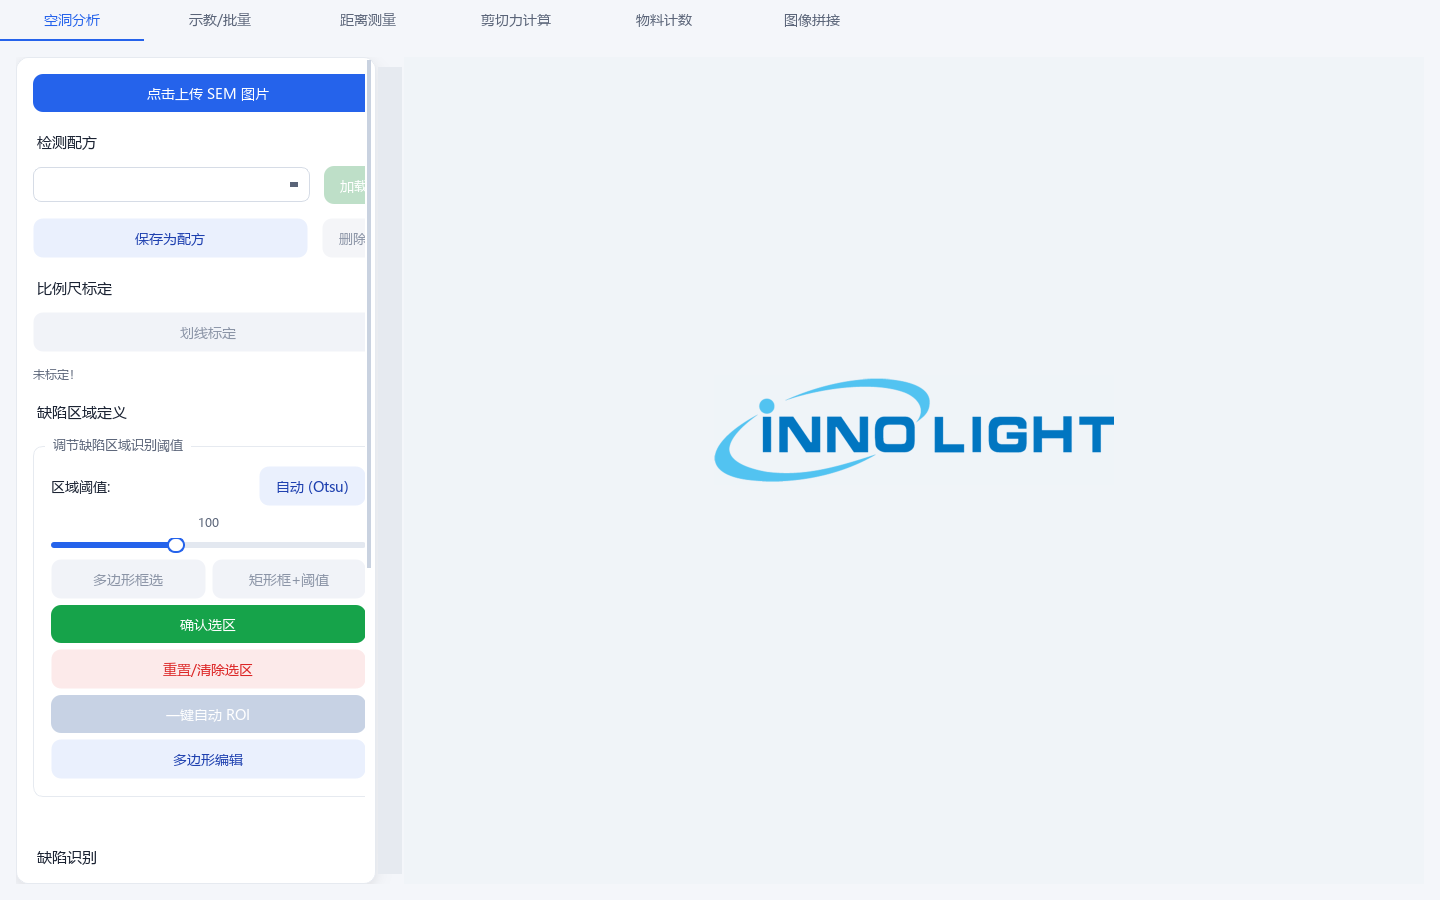 空洞分析 示教/批量 距离测量 剪切力计算 物料计数 图像拼接
点击上传 SEM 图片
检测配方
加载
保存为配方 删除
比例尺标定
划线标定
未标定!
缺陷区域定义
调节缺陷区域识别阈值
区域阈值: 自动 (Otsu)
100
多边形框选 矩形框+阈值
确认选区
重置/清除选区
一键自动 ROI
多边形编辑
缺陷识别
INNO LIGHT